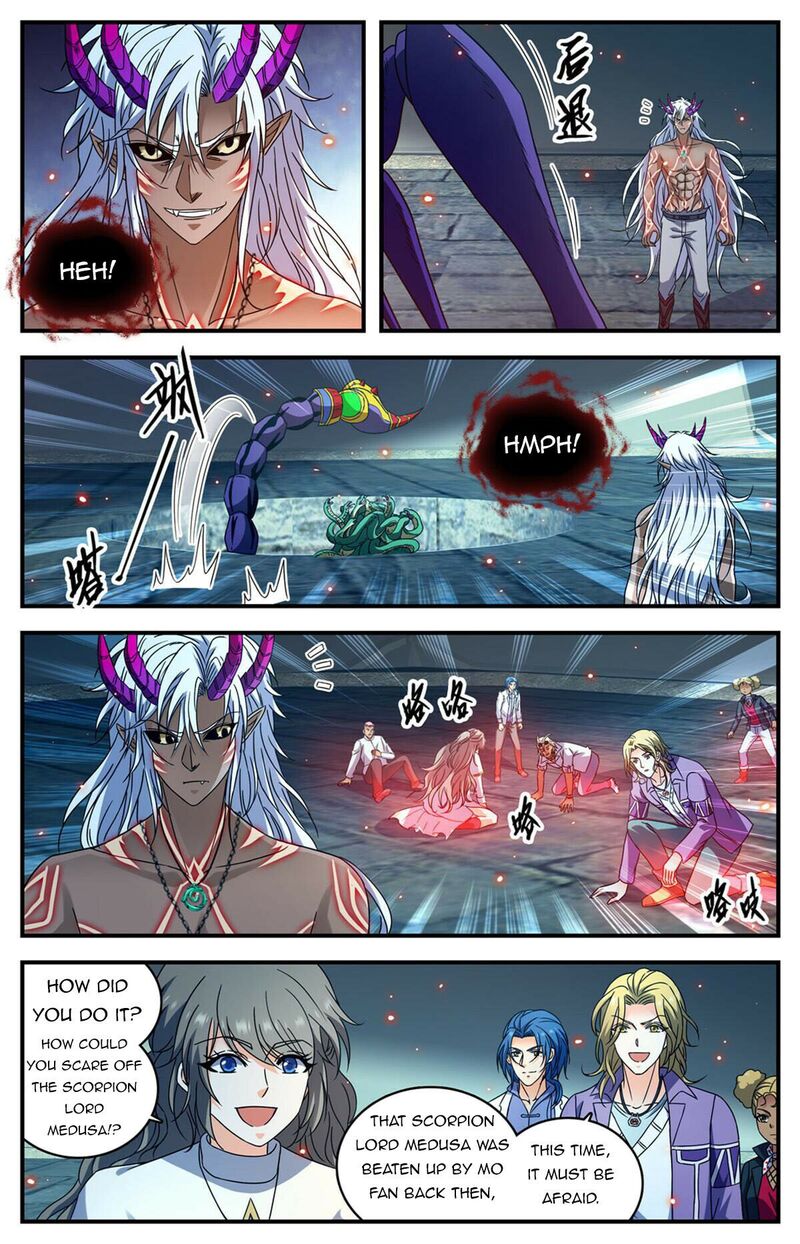 HEH!
后退
飒
嗒
HMPH!
咯咯
咯
咯吱
HOW DID
YOU DO IT?
HOW COULD
YOU SCARE OFF
THE SCORPION
LORD
MEDUSA!?
THAT SCORPION
LORD MEDUSA WAS
BEATEN UP BY MO
FAN BACK THEN,
THIS TIME,
IT MUST BE
AFRAID.